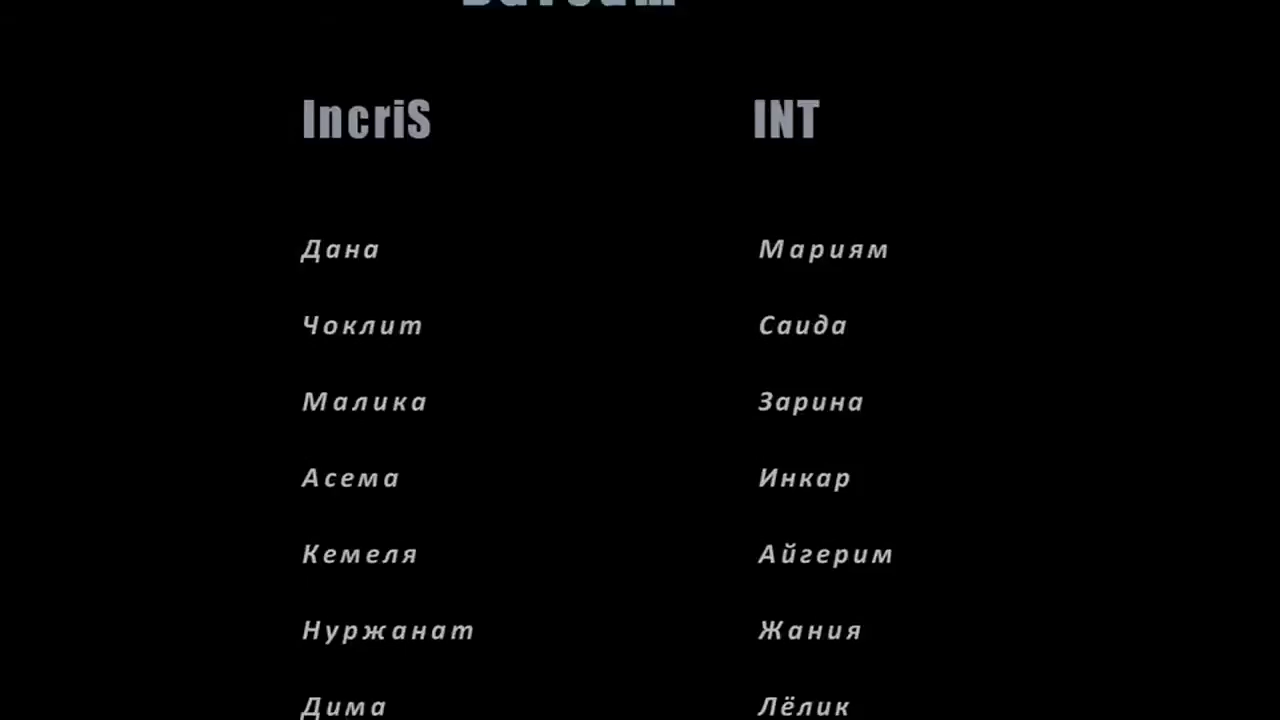 IncriS INT
Дана Мариям
Чоклит Саида
Малика Зарина
Асема Инкар
Кемеля Айгерим
Нуржанат Жания
Дима Лёлик